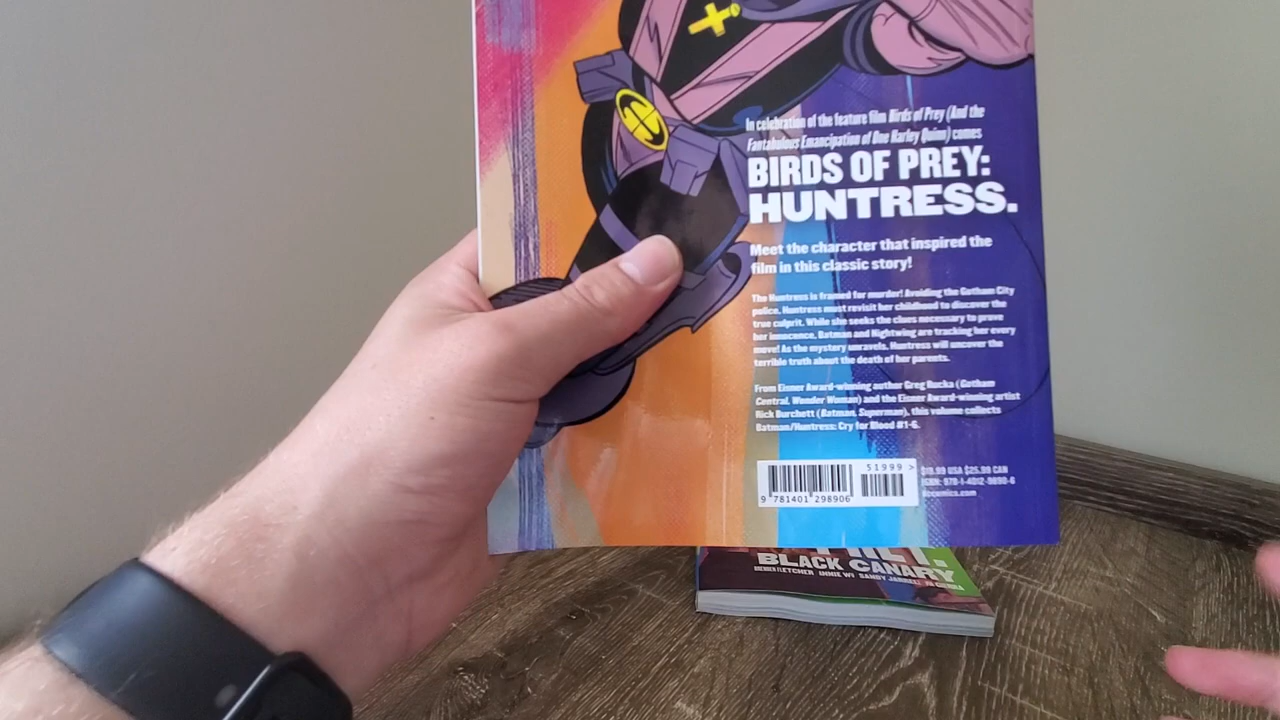 In celebration of the feature film Birds of Prey (And the
Fantabulous Emancipation of One Harley Quinn) comes
BIRDS OF PREY:
HUNTRESS.
Meet the character that inspired the
film in this classic story!
The Huntress is framed for murder! Avoiding the Gotham City
police, Huntress must revisit her childhood to discover the
true culprit. While she seeks the clues necessary to prove
her innocence, Batman and Nightwing are tracking her every
move! As the mystery unravels, Huntress will uncover the
terrible truth about the death of her parents.
From Eisner Award-winning author Greg Rucka (Gotham
Central, Wonder Woman) and the Eisner Award-winning artist
Rick Burchett (Batman, Superman), this volume collects
Batman/Huntress: Cry for Blood #1-6.
51999 >
9 781401 298906
$19.99 USA $25.99 CAN
ISBN: 978-1-4012-9890-6
dccomics.com
BLACK CANARY
FLETCHER ANNIE WU SANDY JARRELL